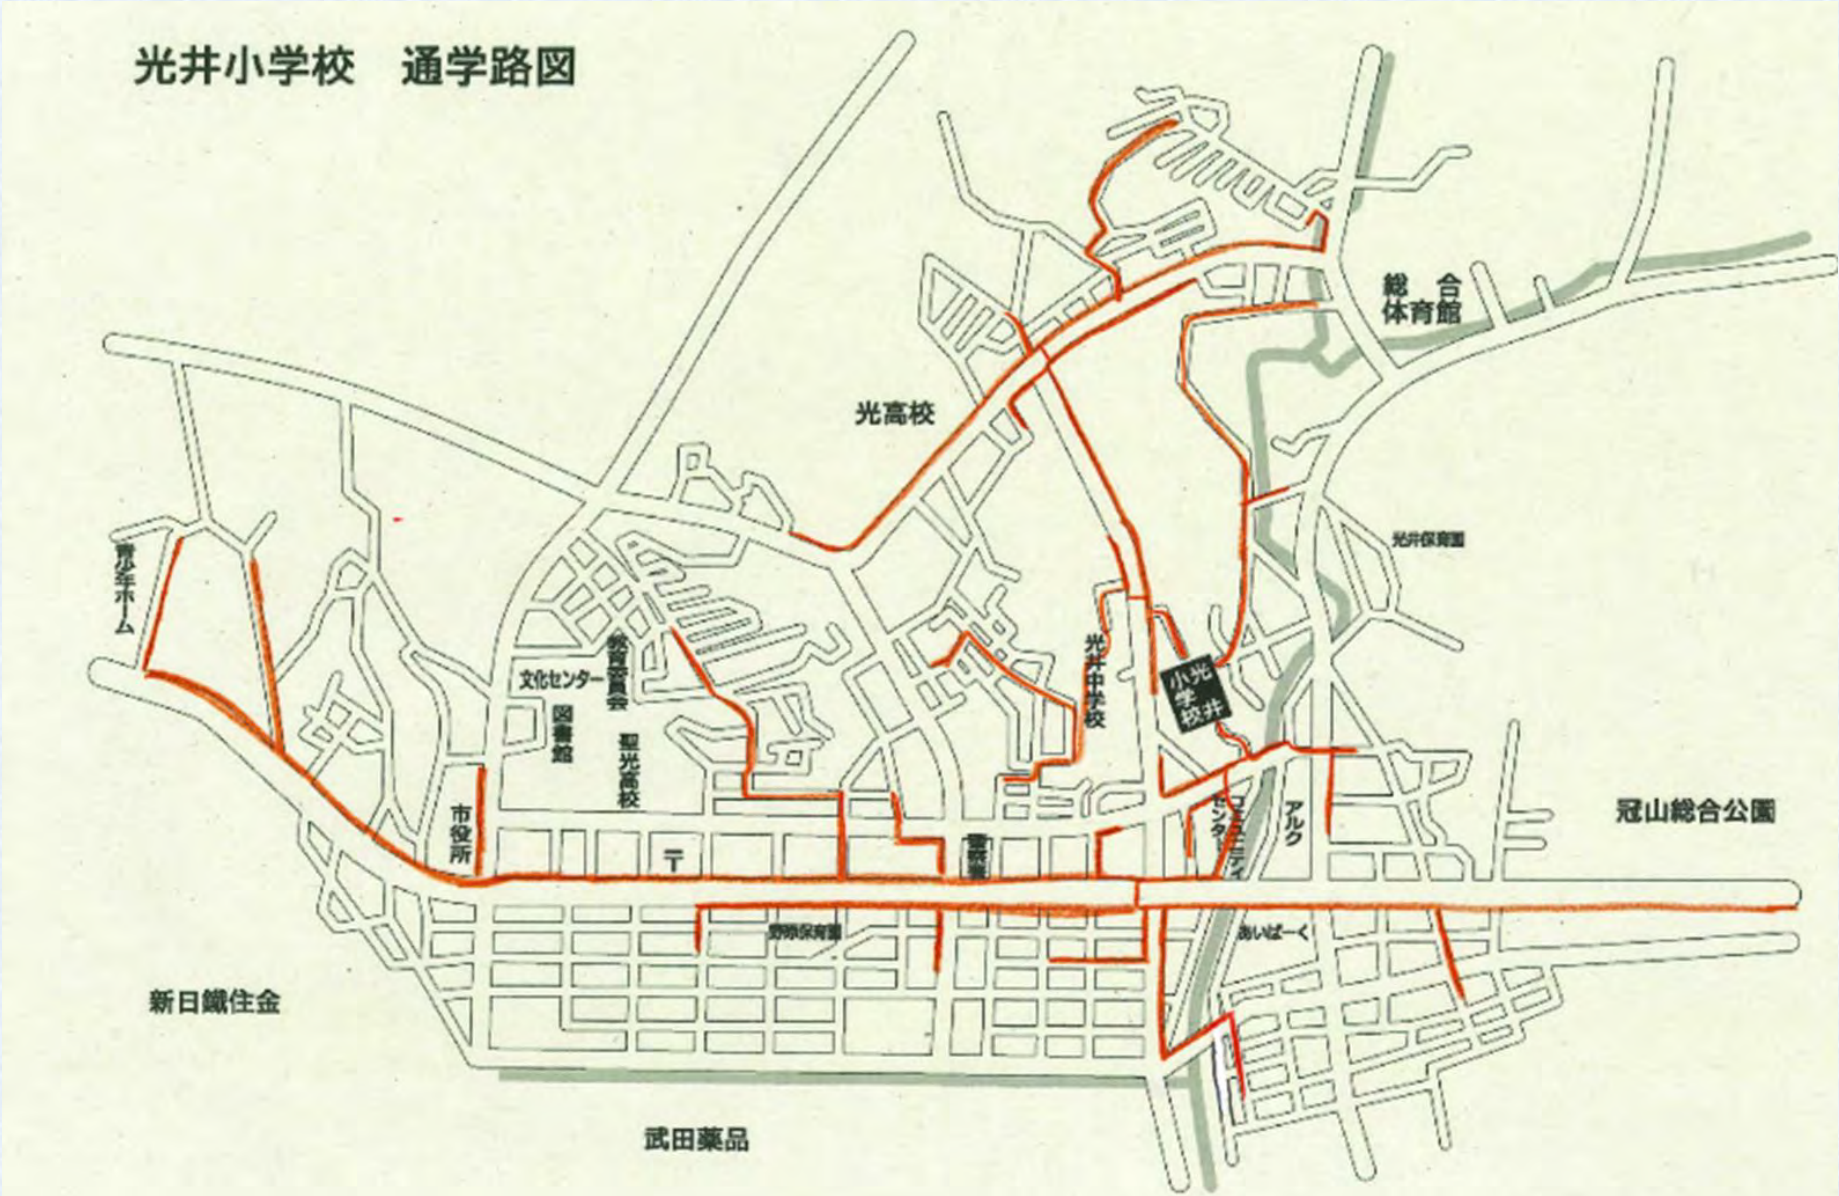 光井小学校　通学路図
総　合
体育館
光高校
光井保育園
青少年ホーム
教育委員会
文化センター
図書館
聖光高校
光井中学校
小光
学
校井
市役所
〒
警察署
コミュニティ
センター
アルク
冠山総合公園
野原保育園
あいぱーく
新日鐵住金
武田薬品